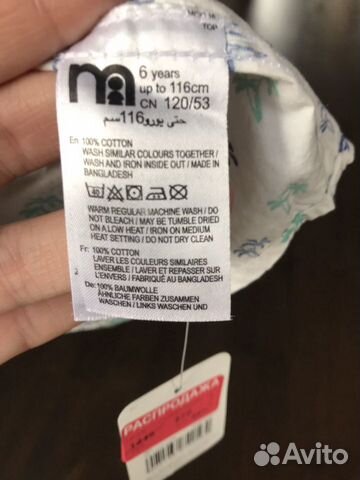 TOP
m
6 years
up to 116cm
CN 120/53
حتى يورو116سم
En: 100% COTTON
WASH SIMILAR COLOURS TOGETHER /
WASH AND IRON INSIDE OUT / MADE IN
BANGLADESH
WARM REGULAR MACHINE WASH / DO
NOT BLEACH / MAY BE TUMBLE DRIED
ON A LOW HEAT / IRON ON MEDIUM
HEAT SETTING / DO NOT DRY CLEAN
Fr: 100% COTON
LAVER LES COULEURS SIMILAIRES
ENSEMBLE / LAVER ET REPASSER SUR
L'ENVERS / FABRIQUÉ AU BANGLADESH
2
De: 100% BAUMWOLLE
ÄHNLICHE FARBEN ZUSAMMEN
WASCHEN / LINKS WASCHEN UND
РАСПРОДАЖА
Avito